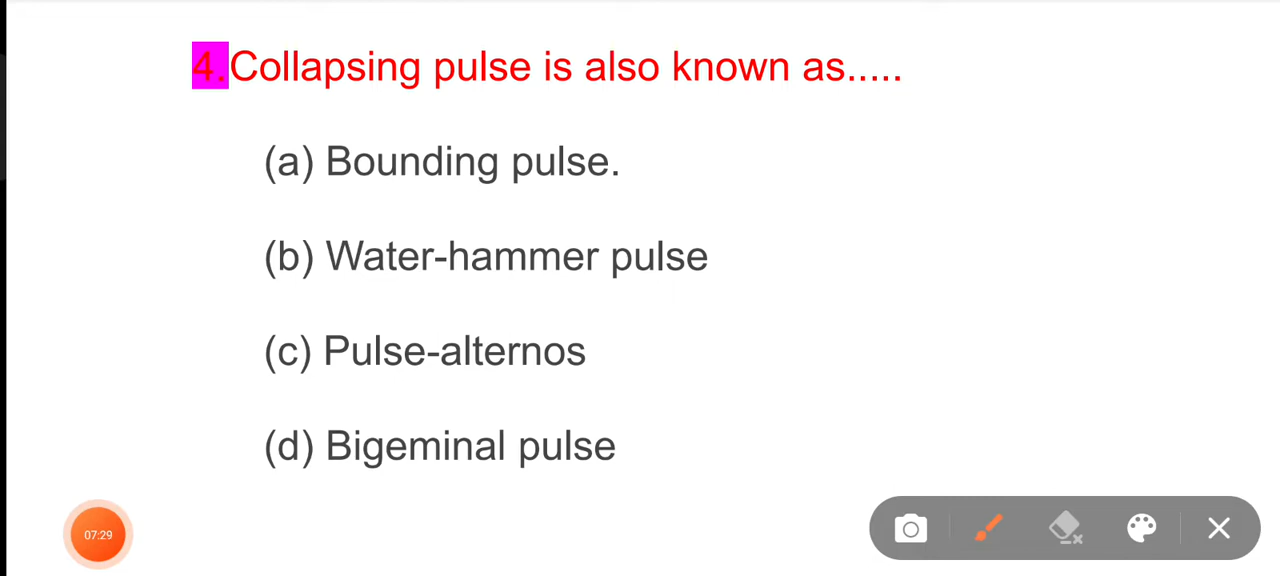 4.Collapsing pulse is also known as.....
(a) Bounding pulse.
(b) Water-hammer pulse
(c) Pulse-alternos
(d) Bigeminal pulse
07:29